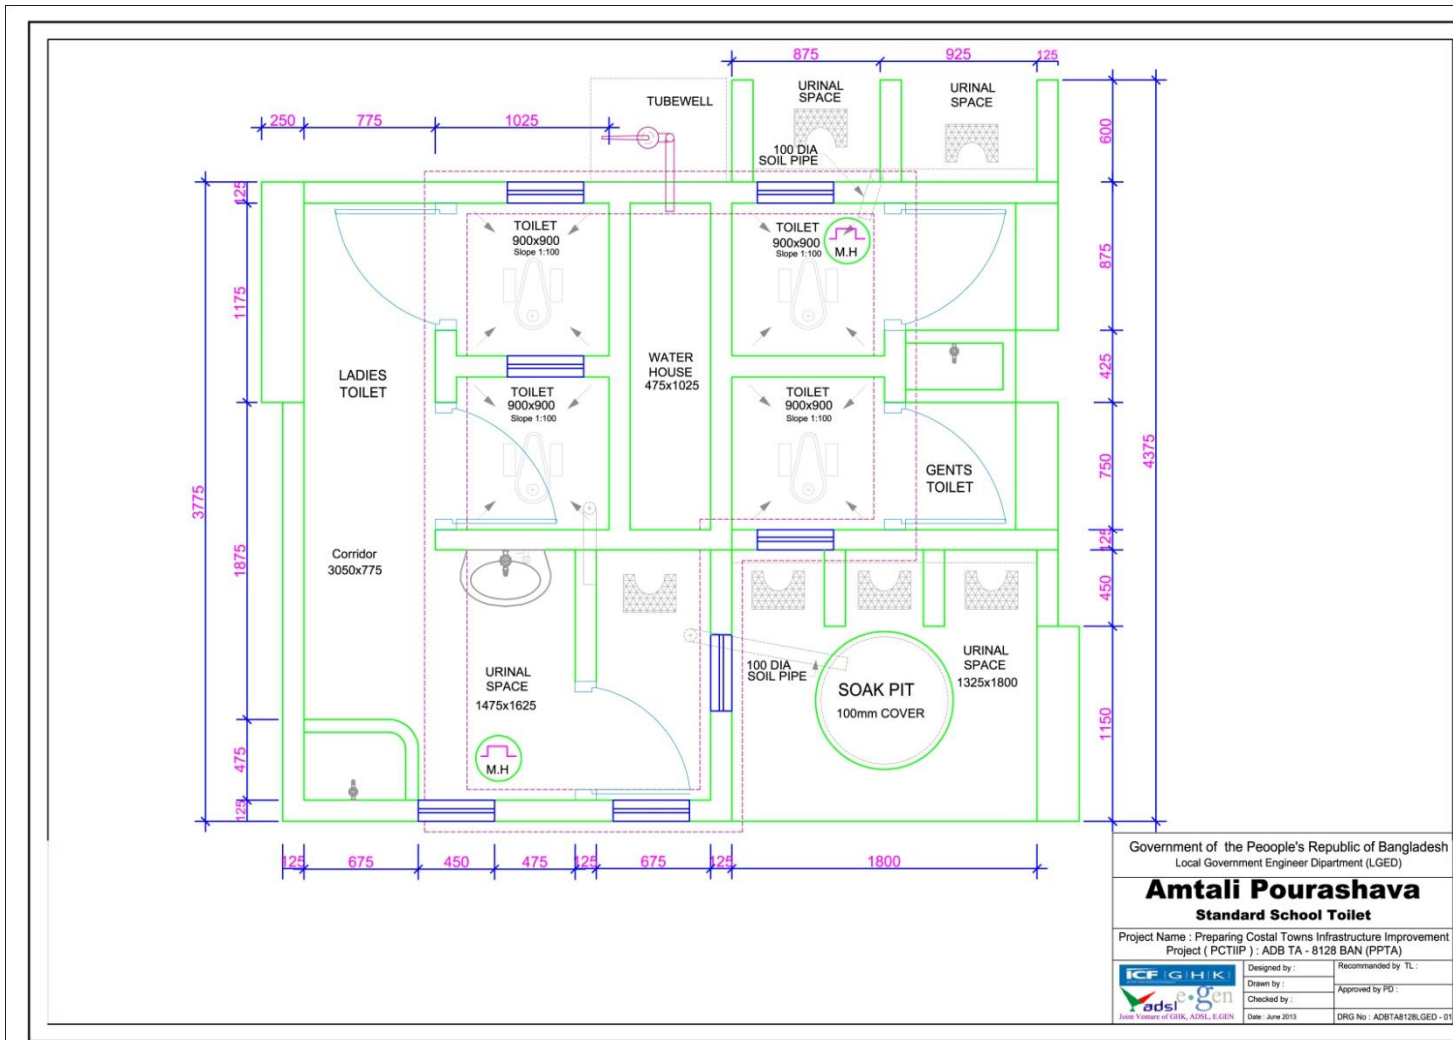 875
925
125
URINAL
SPACE
URINAL
SPACE
TUBEWELL
250
775
1025
600
100 DIA
SOIL PIPE
125
TOILET
900x900
Slope 1:100
TOILET
900x900
Slope 1:100
M.H
875
1175
WATER
HOUSE
475x1025
425
LADIES
TOILET
TOILET
900x900
Slope 1:100
TOILET
900x900
Slope 1:100
4375
750
GENTS
TOILET
3775
125
Corridor
3050x775
1875
450
URINAL
SPACE
1475x1625
100 DIA
SOIL PIPE
SOAK PIT
100mm COVER
URINAL
SPACE
1325x1800
1150
475
M.H
125
125
675
450
475
125
675
125
1800
Government of the Peoople's Republic of Bangladesh
Local Government Engineer Dipartment (LGED)
Amtali Pourashava
Standard School Toilet
Project Name : Preparing Costal Towns Infrastructure Improvement
Project ( PCTIIP ) : ADB TA - 8128 BAN (PPTA)
ICF GHK
adsl e.gen
Joint Venture of GHK, ADSL, E.GEN
Designed by :
Drawn by :
Checked by :
Date : June 2013
Recommanded by TL :
Approved by PD :
DRG No : ADBTA8128LGED - 01